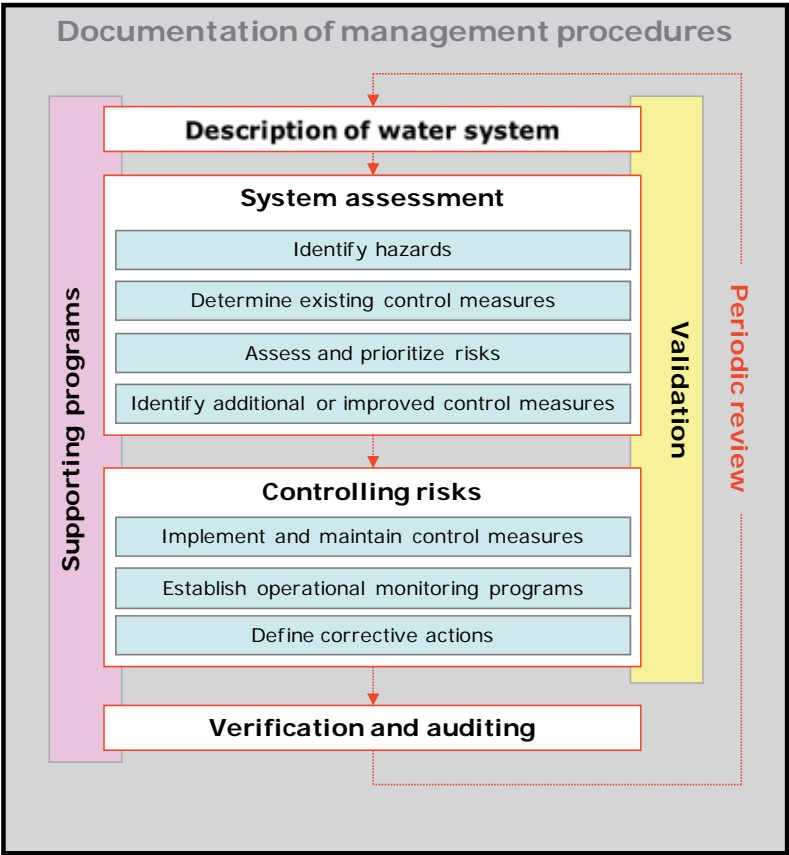 Documentation of management procedures
Description of water system
System assessment
Identify hazards
Determine existing control measures
Assess and prioritize risks
Identify additional or improved control measures
Controlling risks
Implement and maintain control measures
Establish operational monitoring programs
Define corrective actions
Verification and auditing
Supporting programs
Validation
Periodic review